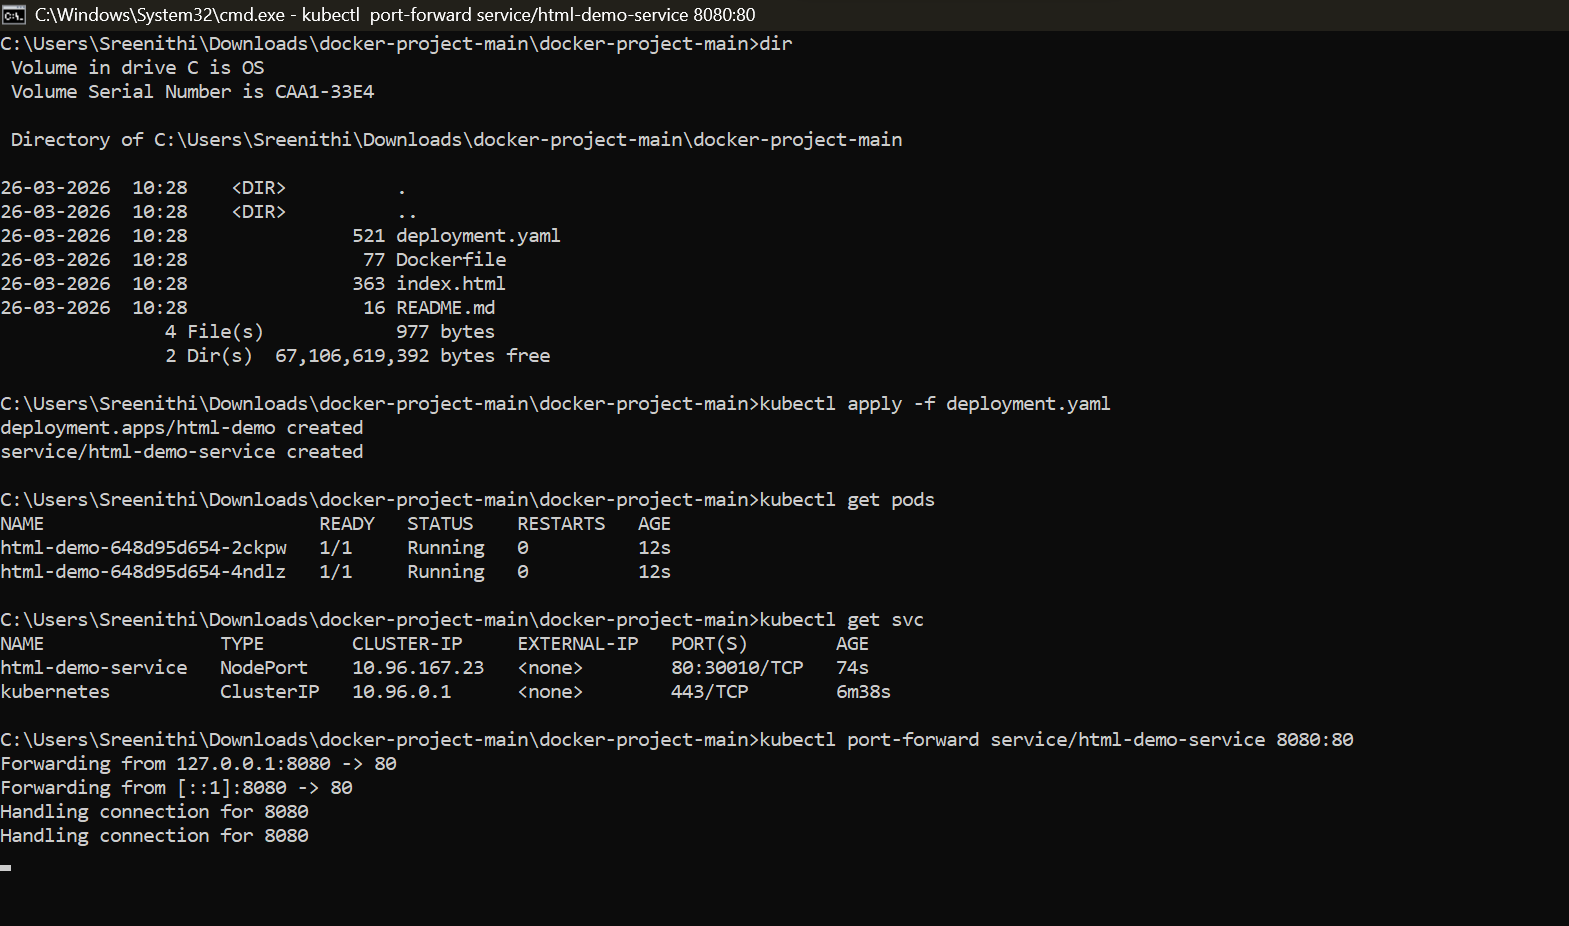 C:\Windows\System32\cmd.exe - kubectl  port-forward service/html-demo-service 8080:80
C:\Users\Sreenithi\Downloads\docker-project-main\docker-project-main>dir
 Volume in drive C is OS
 Volume Serial Number is CAA1-33E4
 Directory of C:\Users\Sreenithi\Downloads\docker-project-main\docker-project-main
26-03-2026  10:28    <DIR>          .
26-03-2026  10:28    <DIR>          ..
26-03-2026  10:28               521 deployment.yaml
26-03-2026  10:28                77 Dockerfile
26-03-2026  10:28               363 index.html
26-03-2026  10:28                16 README.md
               4 File(s)            977 bytes
               2 Dir(s)  67,106,619,392 bytes free
C:\Users\Sreenithi\Downloads\docker-project-main\docker-project-main>kubectl apply -f deployment.yaml
deployment.apps/html-demo created
service/html-demo-service created
C:\Users\Sreenithi\Downloads\docker-project-main\docker-project-main>kubectl get pods
NAME                         READY   STATUS    RESTARTS   AGE
html-demo-648d95d654-2ckpw   1/1     Running   0          12s
html-demo-648d95d654-4ndlz   1/1     Running   0          12s
C:\Users\Sreenithi\Downloads\docker-project-main\docker-project-main>kubectl get svc
NAME                TYPE        CLUSTER-IP     EXTERNAL-IP   PORT(S)        AGE
html-demo-service   NodePort    10.96.167.23   <none>        80:30010/TCP   74s
kubernetes          ClusterIP   10.96.0.1      <none>        443/TCP        6m38s
C:\Users\Sreenithi\Downloads\docker-project-main\docker-project-main>kubectl port-forward service/html-demo-service 8080:80
Forwarding from 127.0.0.1:8080 -> 80
Forwarding from [::1]:8080 -> 80
Handling connection for 8080
Handling connection for 8080